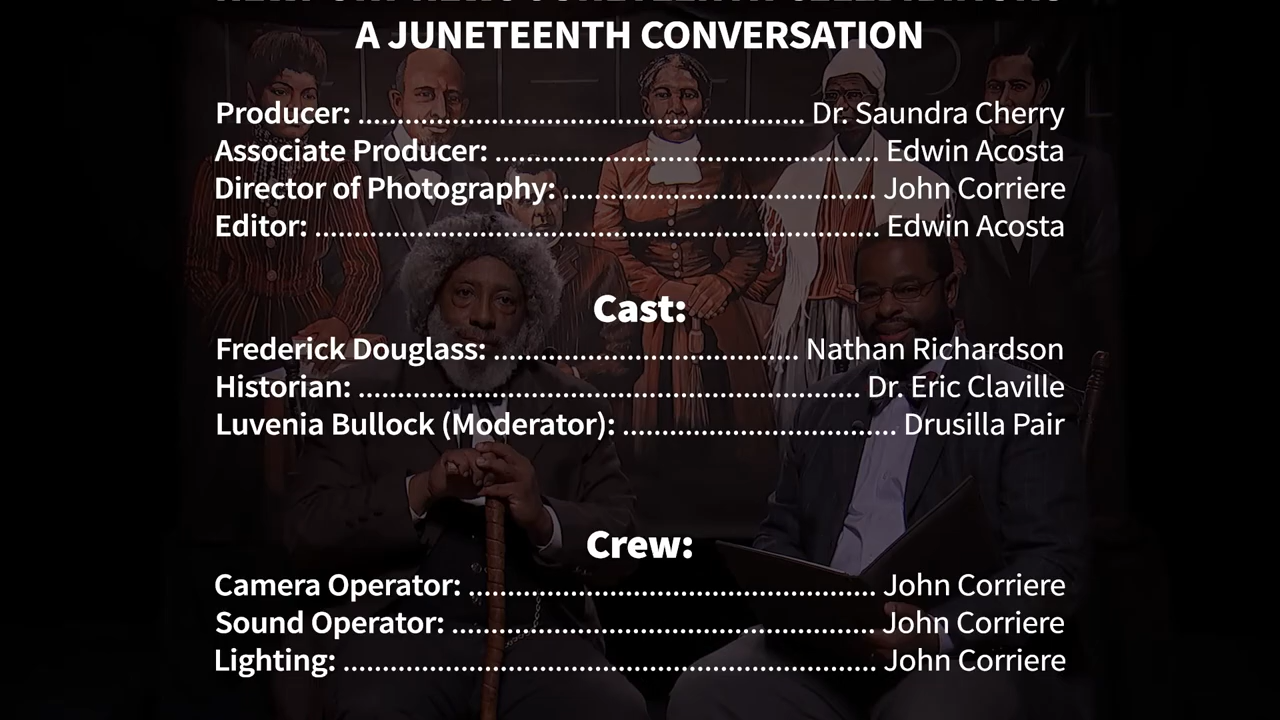 A JUNETEENTH CONVERSATION
Producer: ........................................................................ Dr. Saundra Cherry
Associate Producer: .............................................................. Edwin Acosta
Director of Photography: .................................................. John Corriere
Editor: ........................................................................................... Edwin Acosta
Cast:
Frederick Douglass: ................................................. Nathan Richardson
Historian: ................................................................................. Dr. Eric Claville
Luvenia Bullock (Moderator): ............................................ Drusilla Pair
Crew:
Camera Operator: .................................................................. John Corriere
Sound Operator: ..................................................................... John Corriere
Lighting: ...................................................................................... John Corriere